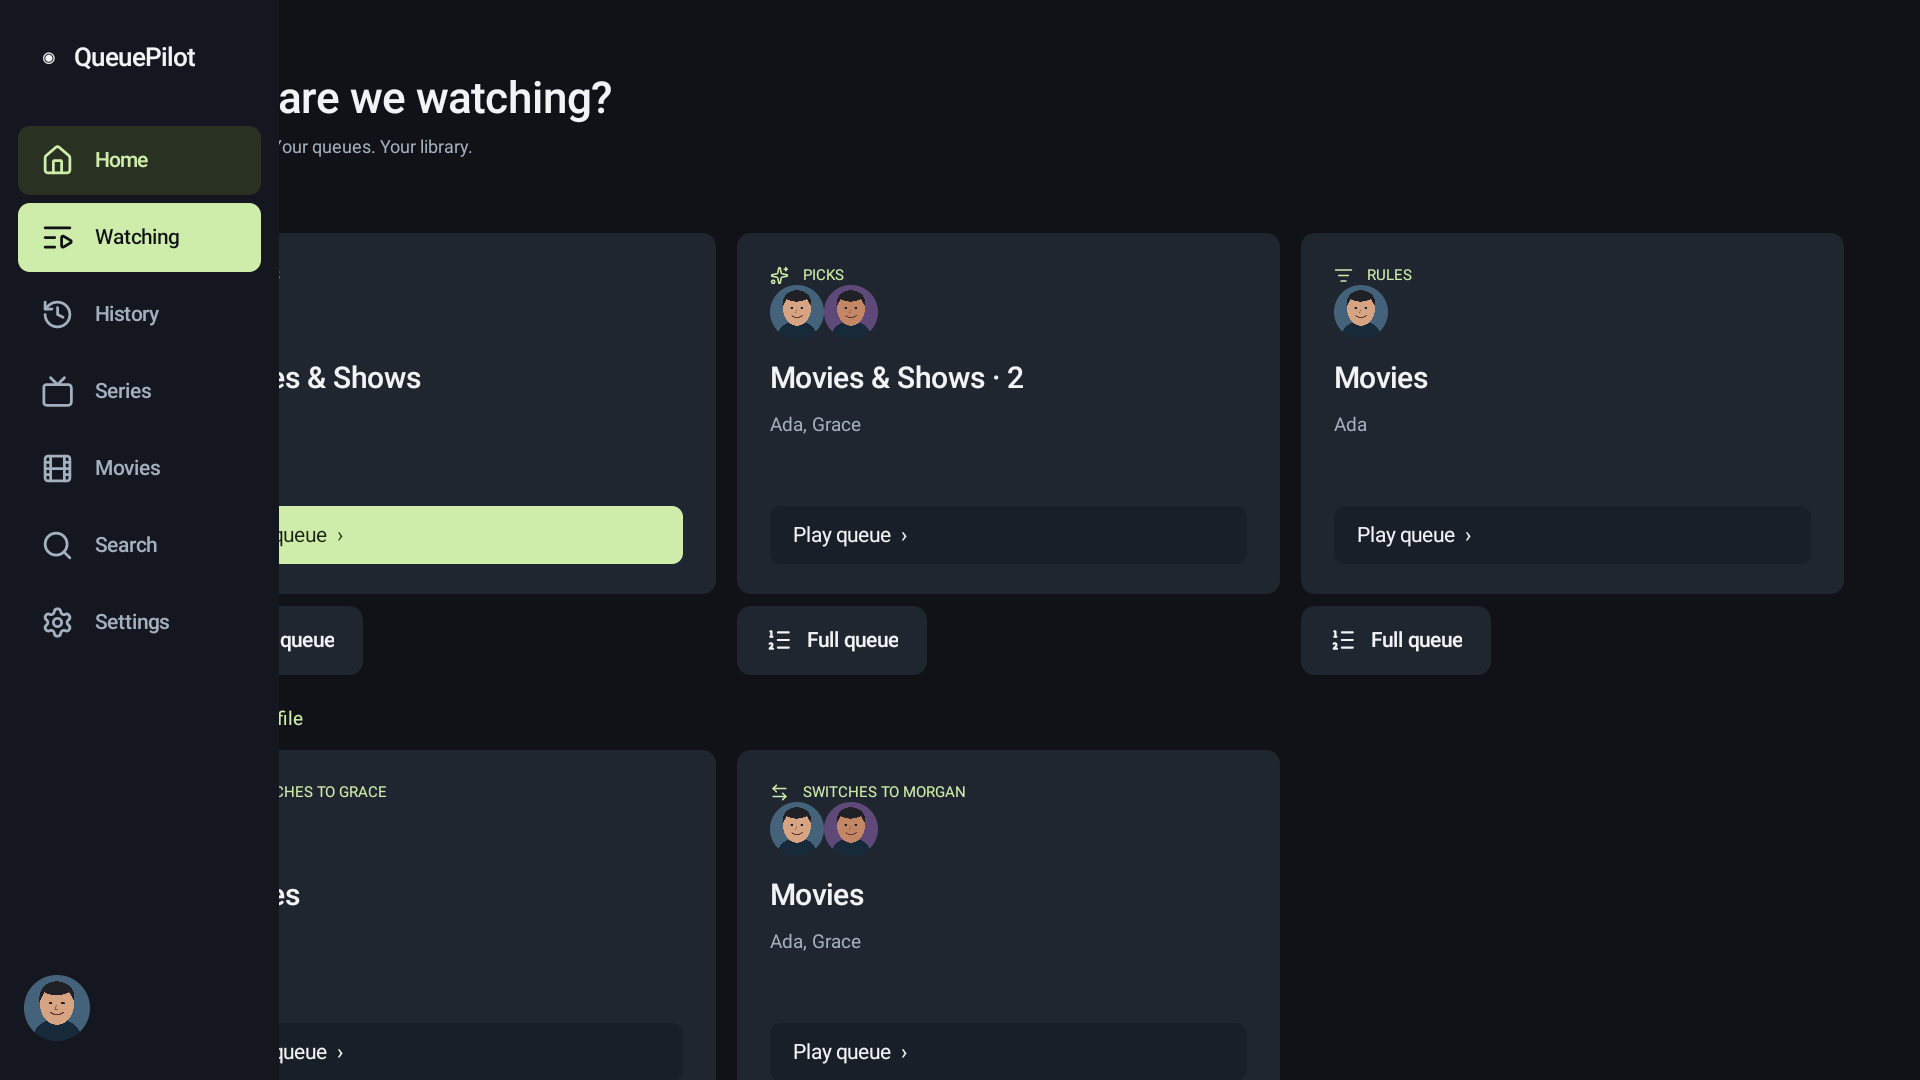 QueuePilot
Home
Watching
History
Series
Movies
Search
Settings
are we watching?
Your queues. Your library.
es & Shows
queue ›
queue
PICKS
Movies & Shows · 2
Ada, Grace
Play queue ›
Full queue
RULES
Movies
Ada
Play queue ›
Full queue
file
CHES TO GRACE
es
queue ›
SWITCHES TO MORGAN
Movies
Ada, Grace
Play queue ›